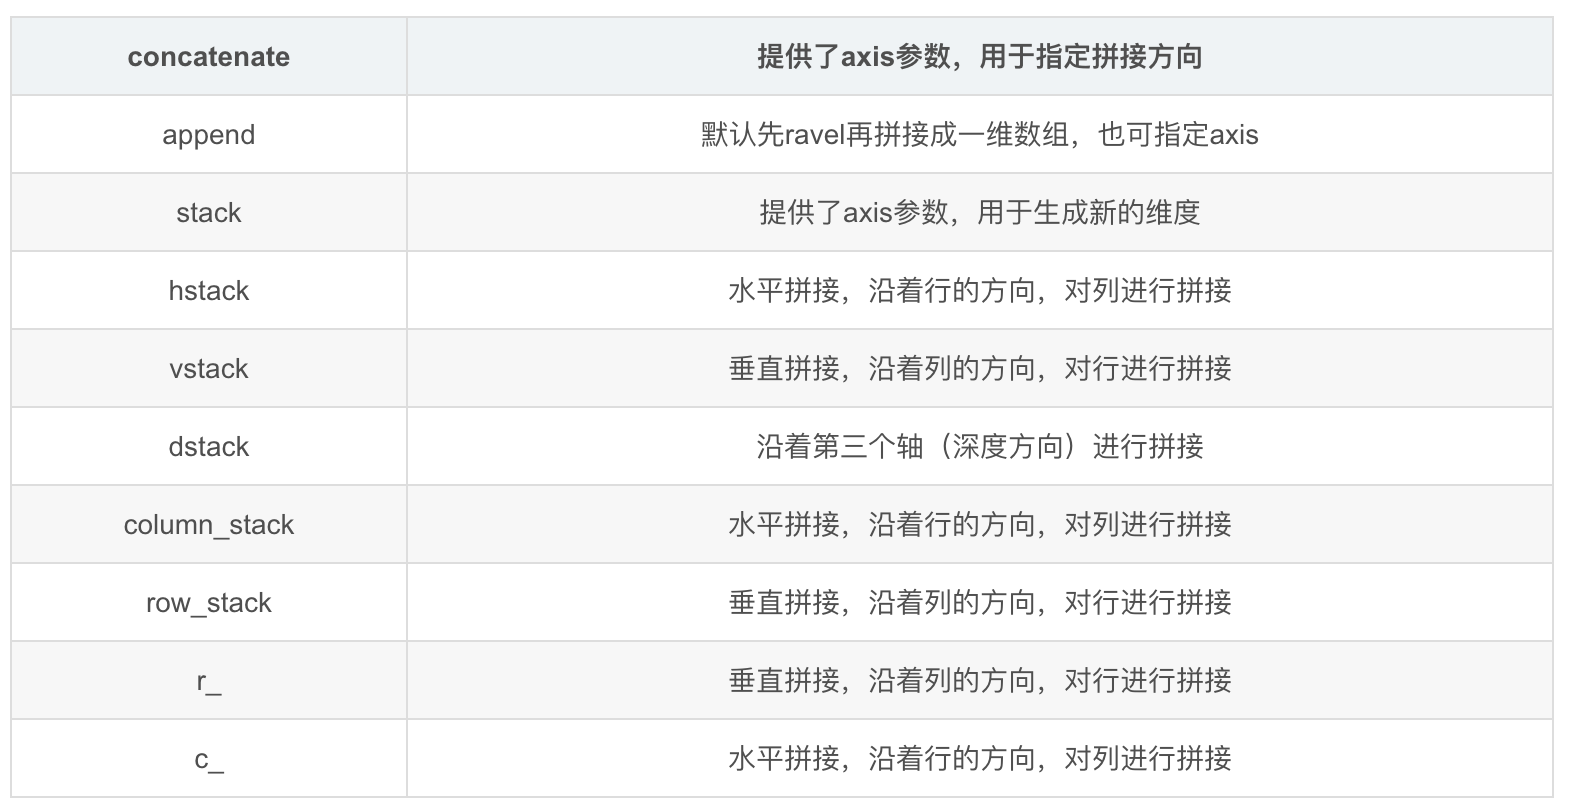 concatenate 提供了axis参数，用于指定拼接方向
append 默认先ravel再拼接成一维数组，也可指定axis
stack 提供了axis参数，用于生成新的维度
hstack 水平拼接，沿着行的方向，对列进行拼接
vstack 垂直拼接，沿着列的方向，对行进行拼接
dstack 沿着第三个轴（深度方向）进行拼接
column_stack 水平拼接，沿着行的方向，对列进行拼接
row_stack 垂直拼接，沿着列的方向，对行进行拼接
r_ 垂直拼接，沿着列的方向，对行进行拼接
c_ 水平拼接，沿着行的方向，对列进行拼接